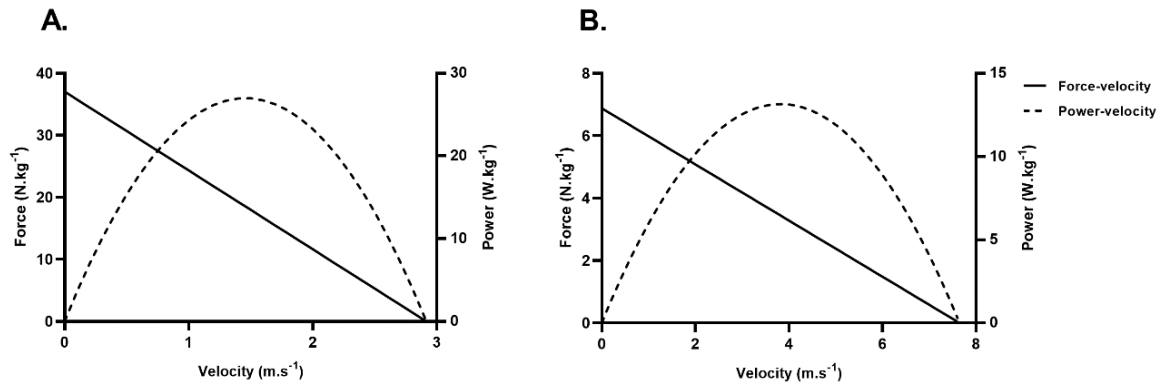 A.
40
30
20
10
0
Force (N.kg⁻¹)
30
20
10
0
Power (W.kg⁻¹)
0 1 2 3
Velocity (m.s⁻¹)
B.
8
6
4
2
0
Force (N.kg⁻¹)
15
10
5
0
Power (W.kg⁻¹)
0 2 4 6 8
Velocity (m.s⁻¹)
Force-velocity
Power-velocity